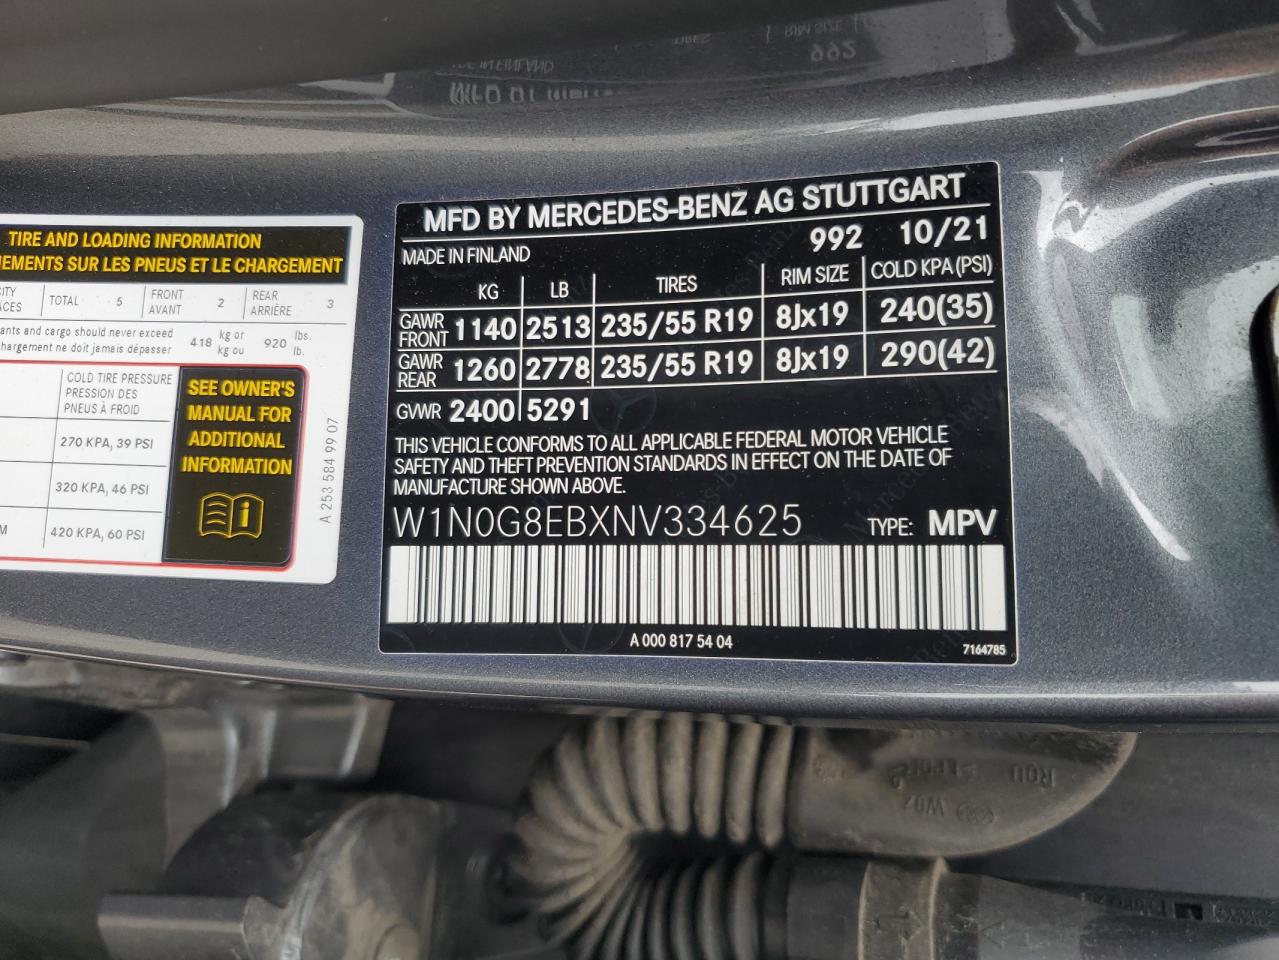 MFD BY MERCEDES-BENZ AG STUTTGART
MADE IN FINLAND 992 10/21
KG LB TIRES RIM SIZE COLD KPA (PSI)
GAWR FRONT 1140 2513 235/55 R19 8Jx19 240(35)
GAWR REAR 1260 2778 235/55 R19 8Jx19 290(42)
GVWR 2400 5291
THIS VEHICLE CONFORMS TO ALL APPLICABLE FEDERAL MOTOR VEHICLE
SAFETY AND THEFT PREVENTION STANDARDS IN EFFECT ON THE DATE OF
MANUFACTURE SHOWN ABOVE.
W1N0G8EBXNV334625 TYPE: MPV
A 000 817 54 04
7164785
TIRE AND LOADING INFORMATION
SUR LES PNEUS ET LE CHARGEMENT
TOTAL 5 FRONT 2 REAR 3
AVANT ARRIÈRE
and cargo should never exceed 418 kg or 920 lbs.
ne doit jamais dépasser kg ou lb.
COLD TIRE PRESSURE
PRESSION DES
PNEUS À FROID
270 KPA, 39 PSI
320 KPA, 46 PSI
420 KPA, 60 PSI
SEE OWNER'S
MANUAL FOR
ADDITIONAL
INFORMATION
A 253 584 99 07